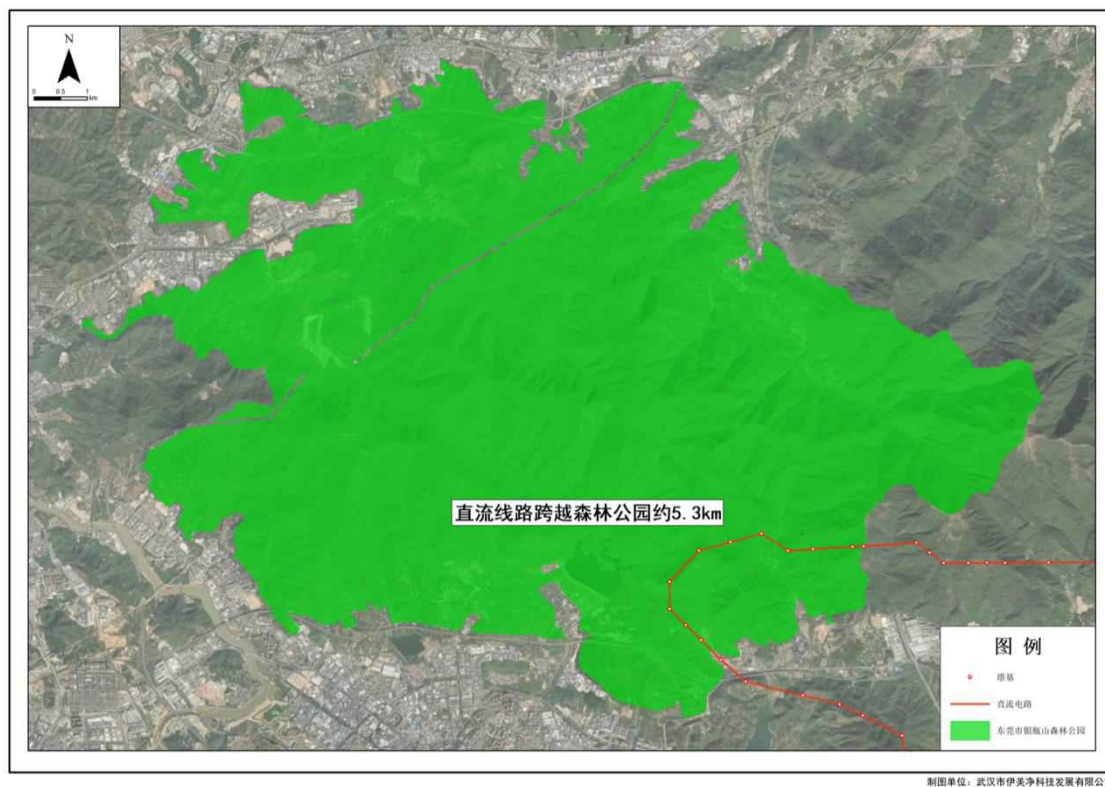 N
0 0.5 1
km
直流线路跨越森林公园约5.3km
图 例
塔基
直流电路
东莞市银瓶山森林公园
制图单位：武汉市伊美净科技发展有限公